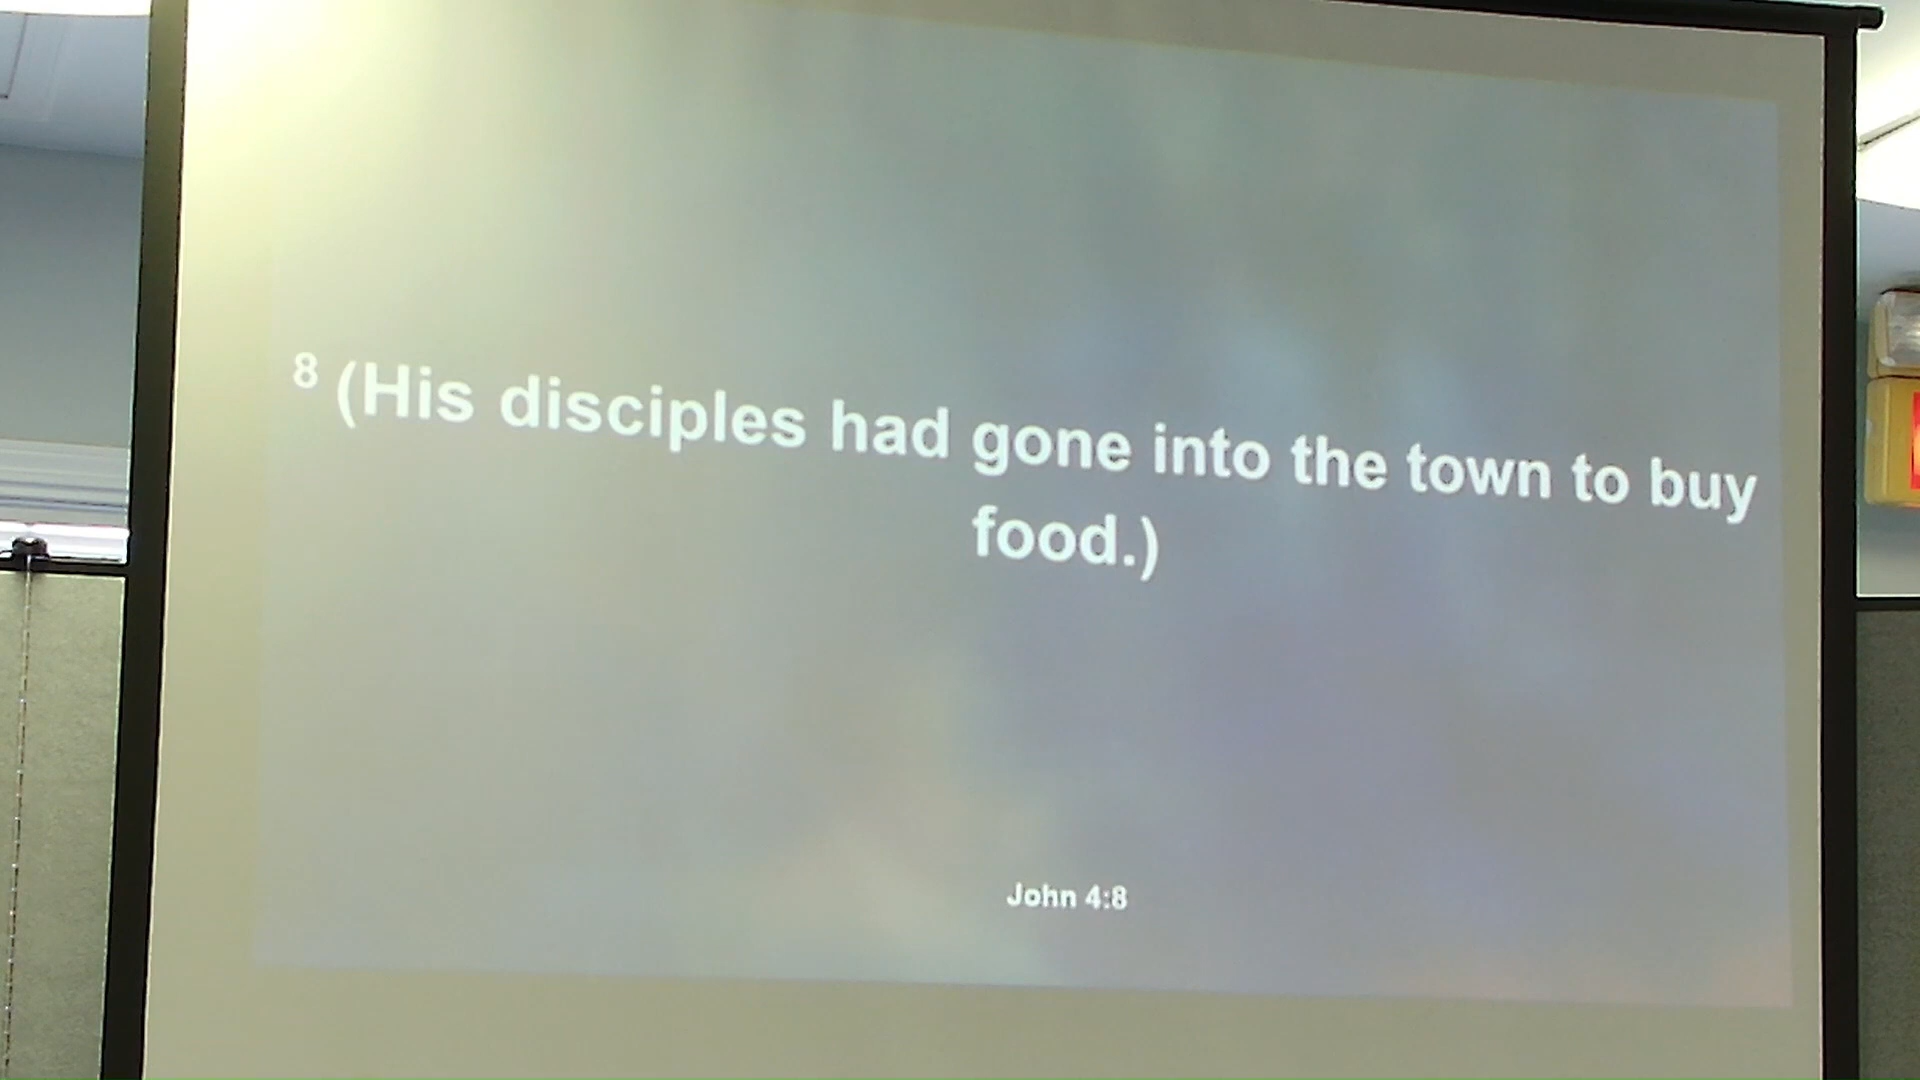 8 (His disciples had gone into the town to buy
food.)
John 4:8